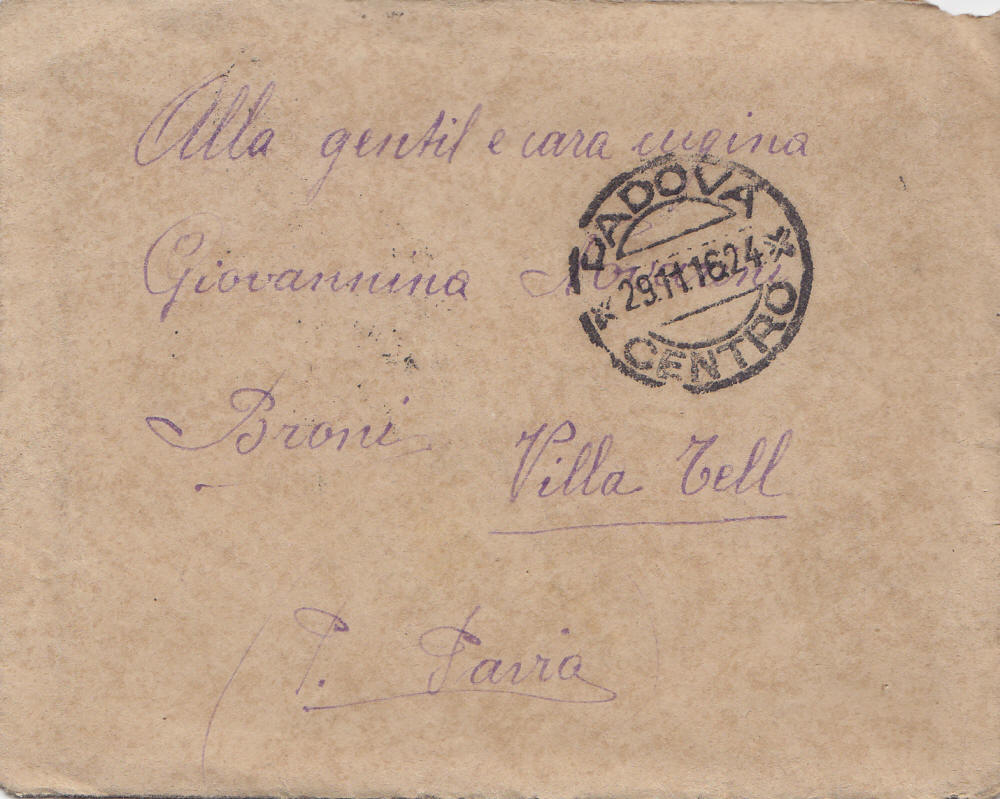 Alla gentil e cara cugina
Giovannina
PADOVA
29.11.16.24
CENTRO
Broni Villa Tell
(P. Pavia)